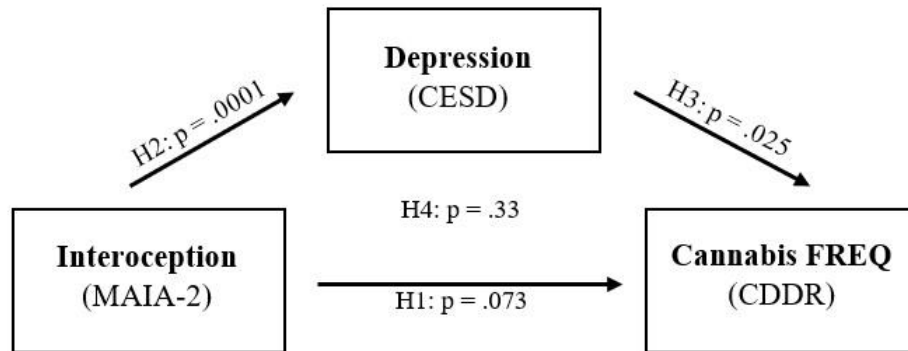 Depression
(CESD)
H2: p = .0001
H3: p = .025
H4: p = .33
Interoception
(MAIA-2)
H1: p = .073
Cannabis FREQ
(CDDR)